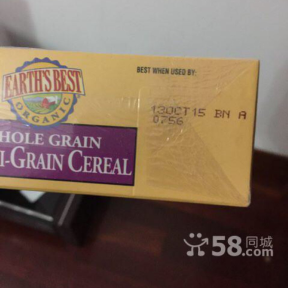 EARTH'S BEST
ORGANIC
HOLE GRAIN
I-GRAIN CEREAL
BEST WHEN USED BY:
13OCT15 BN A
0756
58同城